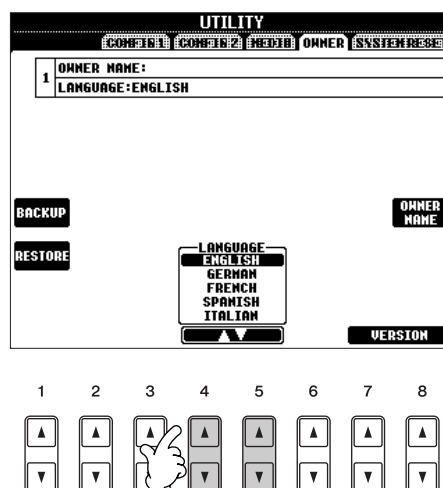 UTILITY
CONFIG 1 CONFIG 2 MEDIA OWNER SYSTEM RESE
1 OWNER NAME:
LANGUAGE:ENGLISH
BACKUP
OWNER NAME
RESTORE
LANGUAGE
ENGLISH
GERMAN
FRENCH
SPANISH
ITALIAN
VERSION
1 2 3 4 5 6 7 8